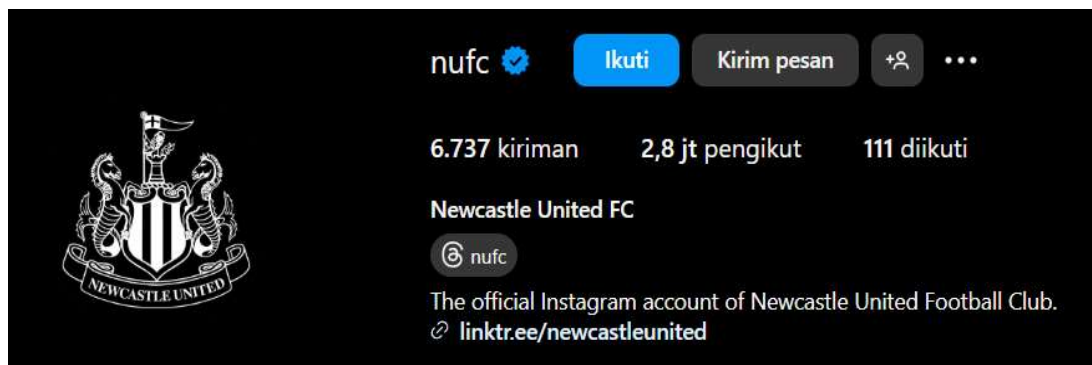 nufc Ikuti Kirim pesan
6.737 kiriman 2,8 jt pengikut 111 diikuti
Newcastle United FC
nufc
The official Instagram account of Newcastle United Football Club.
linktr.ee/newcastleunited
NEWCASTLE UNITED